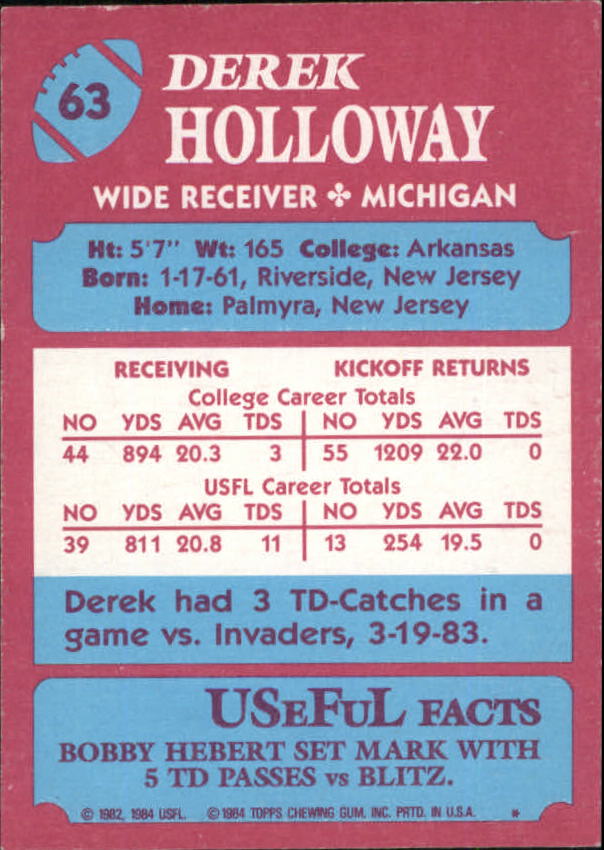 63
DEREK
HOLLOWAY
WIDE RECEIVER ✤ MICHIGAN
Ht: 5'7" Wt: 165 College: Arkansas
Born: 1-17-61, Riverside, New Jersey
Home: Palmyra, New Jersey
RECEIVING KICKOFF RETURNS
College Career Totals
NO YDS AVG TDS NO YDS AVG TDS
44 894 20.3 3 55 1209 22.0 0
USFL Career Totals
NO YDS AVG TDS NO YDS AVG TDS
39 811 20.8 11 13 254 19.5 0
Derek had 3 TD-Catches in a
game vs. Invaders, 3-19-83.
USeFuL FACTS
BOBBY HEBERT SET MARK WITH
5 TD PASSES vs BLITZ.
© 1982, 1984 USFL. © 1984 TOPPS CHEWING GUM, INC. PRTD. IN U.S.A. *